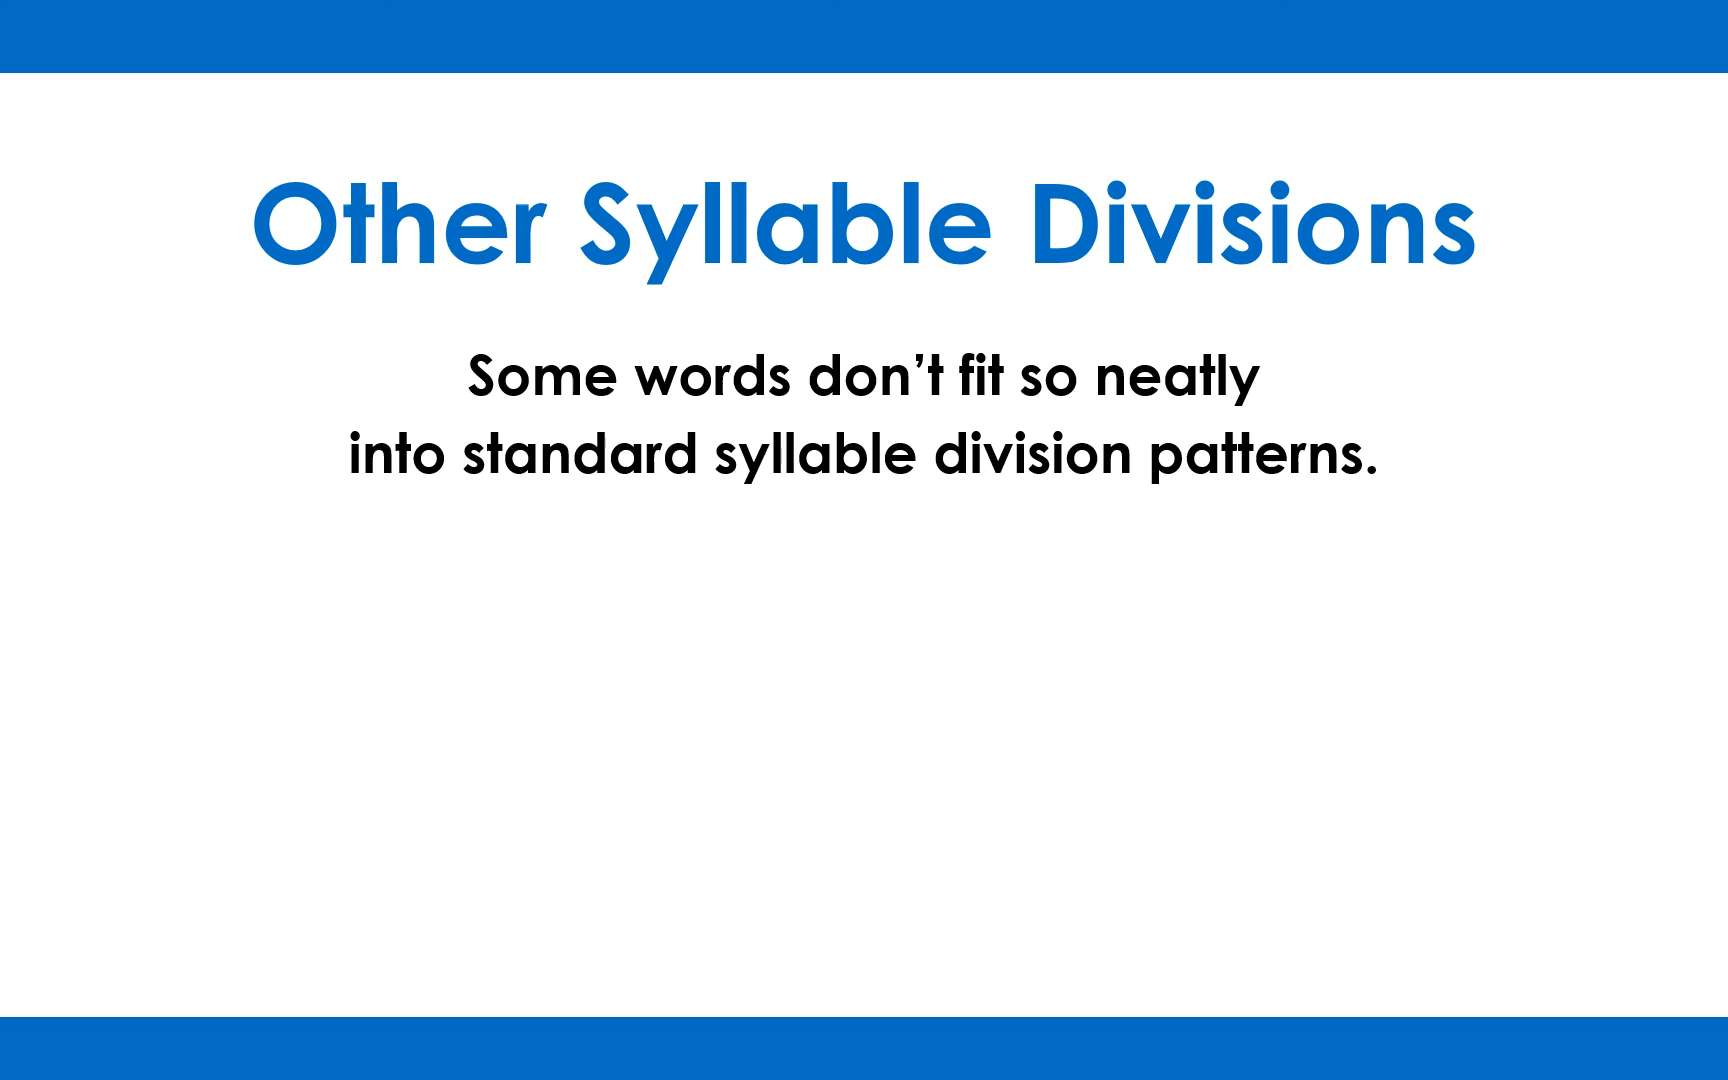 Other Syllable Divisions
Some words don’t fit so neatly
into standard syllable division patterns.